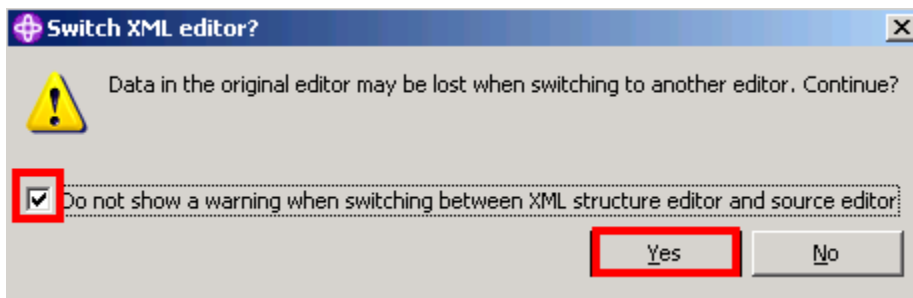 Switch XML editor?
Data in the original editor may be lost when switching to another editor. Continue?
Do not show a warning when switching between XML structure editor and source editor
Yes No